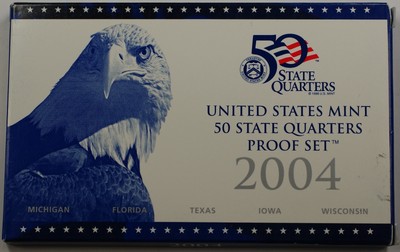 50
STATE
QUARTERS
UNITED STATES MINT
50 STATE QUARTERS
PROOF SET™
2004
MICHIGAN FLORIDA TEXAS IOWA WISCONSIN